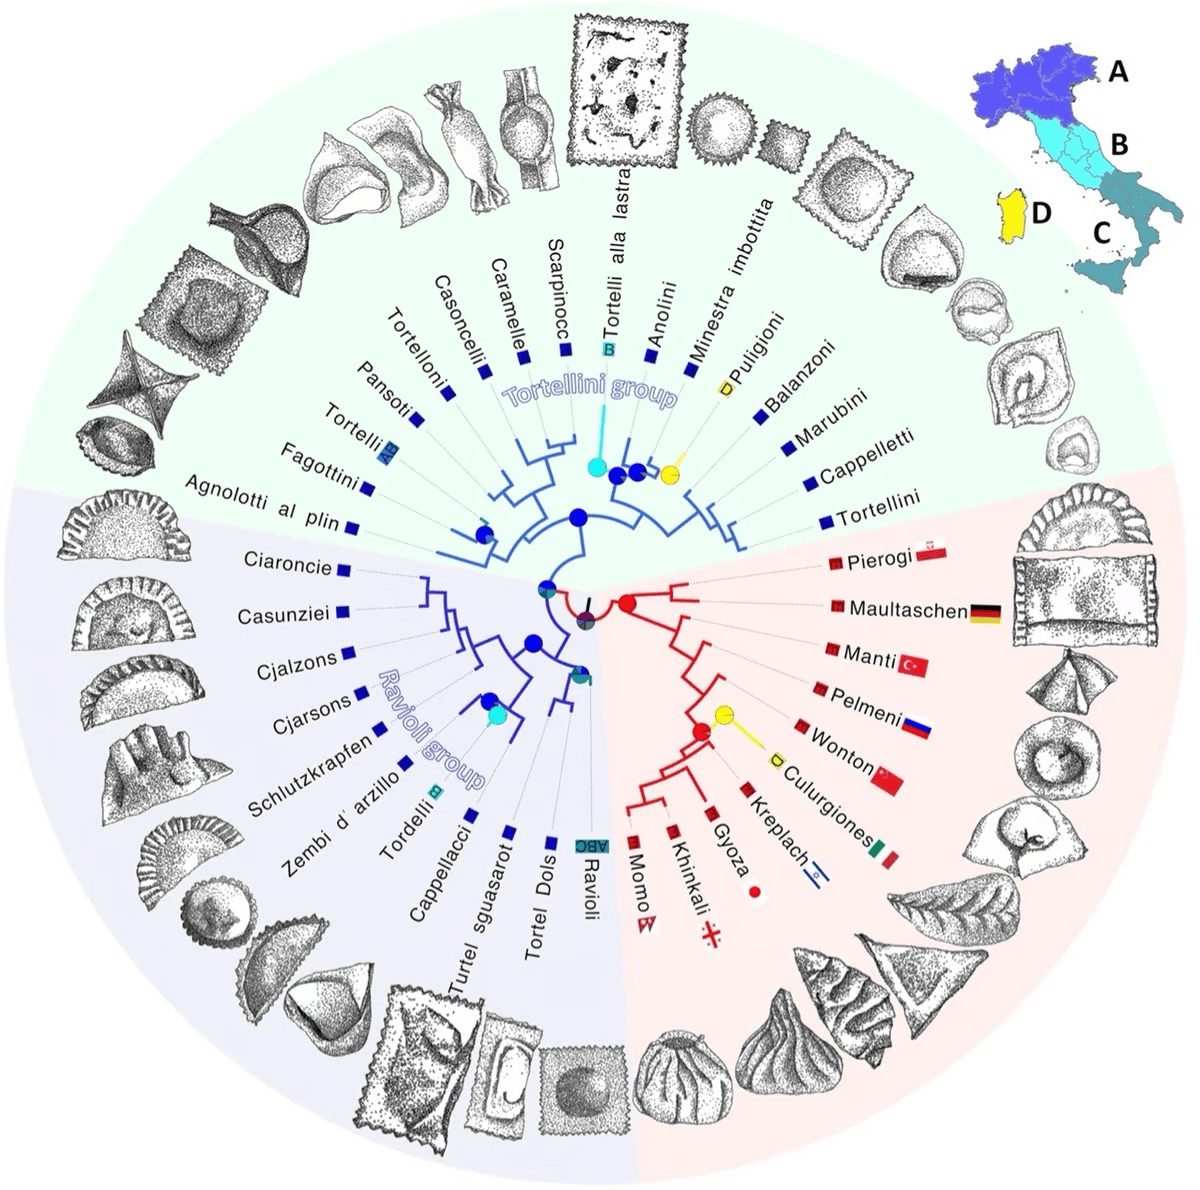 A
B
D
C
Tortellini group
Agnolotti al plin
Fagottini
Tortelli
AB
Pansoti
Tortelloni
Casoncelli
Caramelle
Scarpinocc
Tortelli alla lastra
B
Anolini
Minestra imbottita
Puligioni
D
Balanzoni
Marubini
Cappelletti
Tortellini
Pierogi
Maultaschen
Manti
Pelmeni
Wonton
Culurgiones
D
Kreplach
Gyoza
Khinkali
Momo
Ravioli
ABC
Tortel Dols
Turtel sguasarot
Cappellacci
Tordelli
B
Zembi d' arzillo
Schlutzkrapfen
Cjarsons
Cjalzons
Casunziei
Ciaroncie
Ravioli group